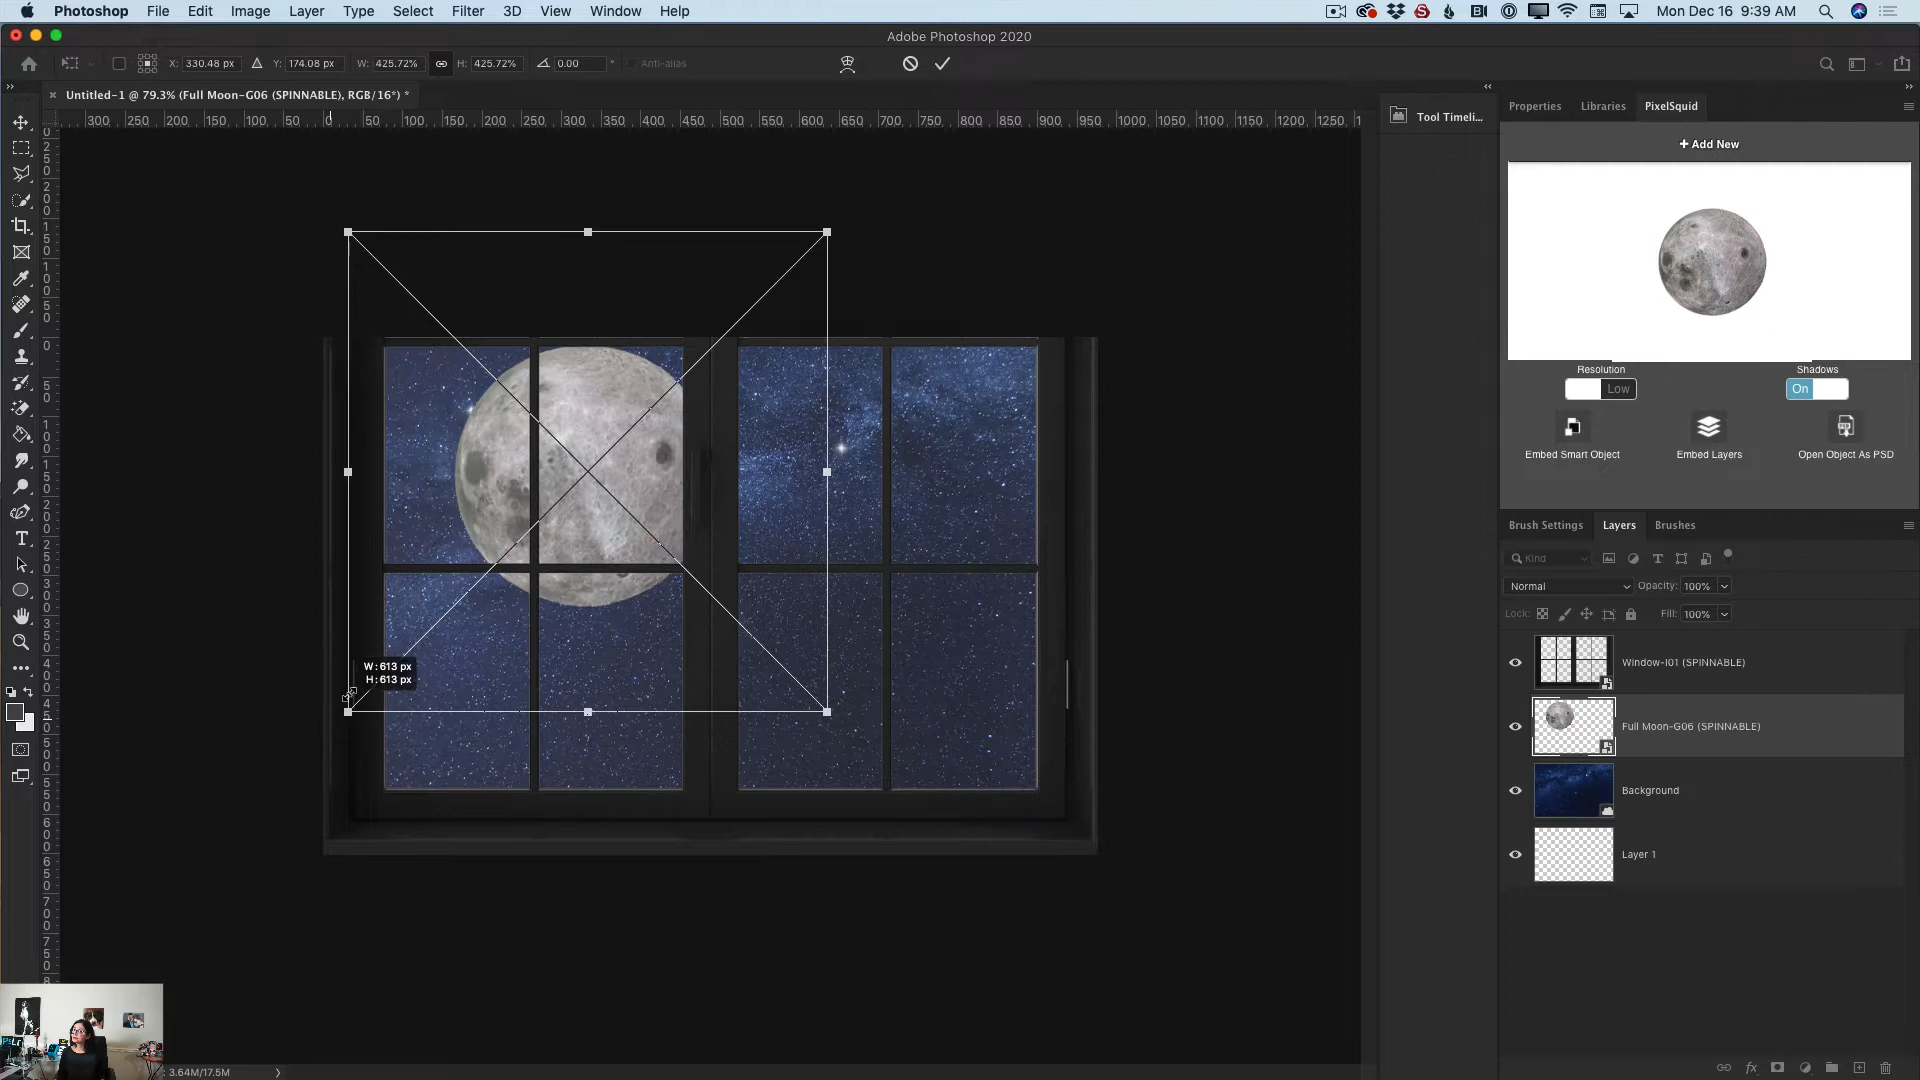 Photoshop File Edit Image Layer Type Select Filter 3D View Window Help
Mon Dec 16 9:39 AM
Adobe Photoshop 2020
X: 330.48 px Y: 174.08 px W: 425.72% H: 425.72% 0.00 ° Anti-alias
Untitled-1 @ 79.3% (Full Moon-G06 (SPINNABLE), RGB/16*) *
300 250 200 150 100 50 0 50 100 150 200 250 300 350 400 450 500 550 600 650 700 750 800 850 900 950 1000 1050 1100 1150 1200 1250 1
Tool Timeli...
Properties Libraries PixelSquid
+ Add New
Resolution Shadows
Low On
Embed Smart Object Embed Layers Open Object As PSD
Brush Settings Layers Brushes
Kind
Normal Opacity: 100%
Lock: Fill: 100%
Window-I01 (SPINNABLE)
Full Moon-G06 (SPINNABLE)
Background
Layer 1
W: 613 px
H: 613 px
3.64M/17.5M